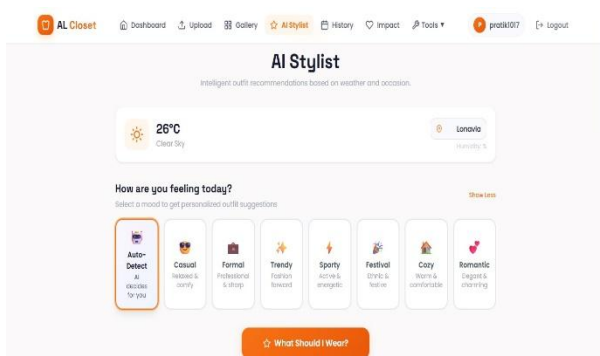 AL Closet
Dashboard
Upload
Gallery
AI Stylist
History
Impact
Tools ▼
P
pratik1017
Logout
AI Stylist
Intelligent outfit recommendations based on weather and occasion.
26°C
Clear Sky
Lonavla
Humidity: %
How are you feeling today?
Select a mood to get personalized outfit suggestions
Show Less
Auto-
Detect
AI
decides
for you
Casual
Relaxed &
comfy
Formal
Professional
& sharp
Trendy
Fashion
forward
Sporty
Active &
energetic
Festival
Ethnic &
festive
Cozy
Warm &
comfortable
Romantic
Elegant &
charming
What Should I Wear?